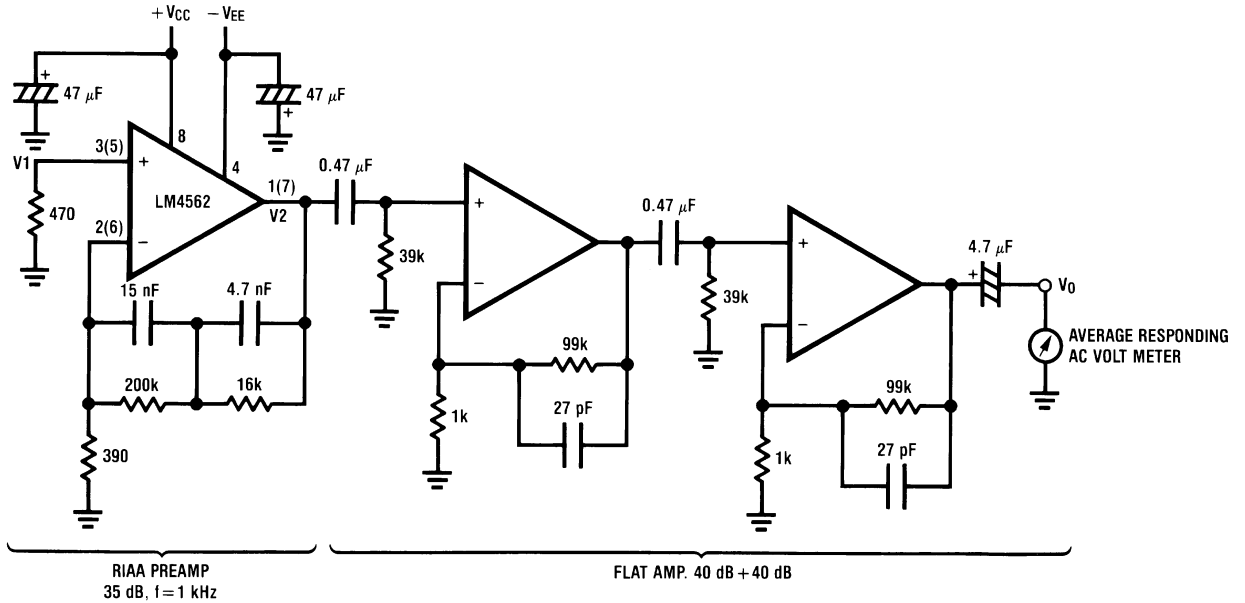 +VCC
−VEE
+
47 µF
47 µF
+
8
3(5)
V1
+
4
0.47 µF
LM4562
1(7)
V2
470
2(6)
−
+
0.47 µF
39k
15 nF
4.7 nF
−
+
4.7 µF
+
VO
39k
200k
16k
99k
−
AVERAGE RESPONDING
AC VOLT METER
390
1k
27 pF
99k
1k
27 pF
RIAA PREAMP
35 dB, f=1 kHz
FLAT AMP. 40 dB+40 dB